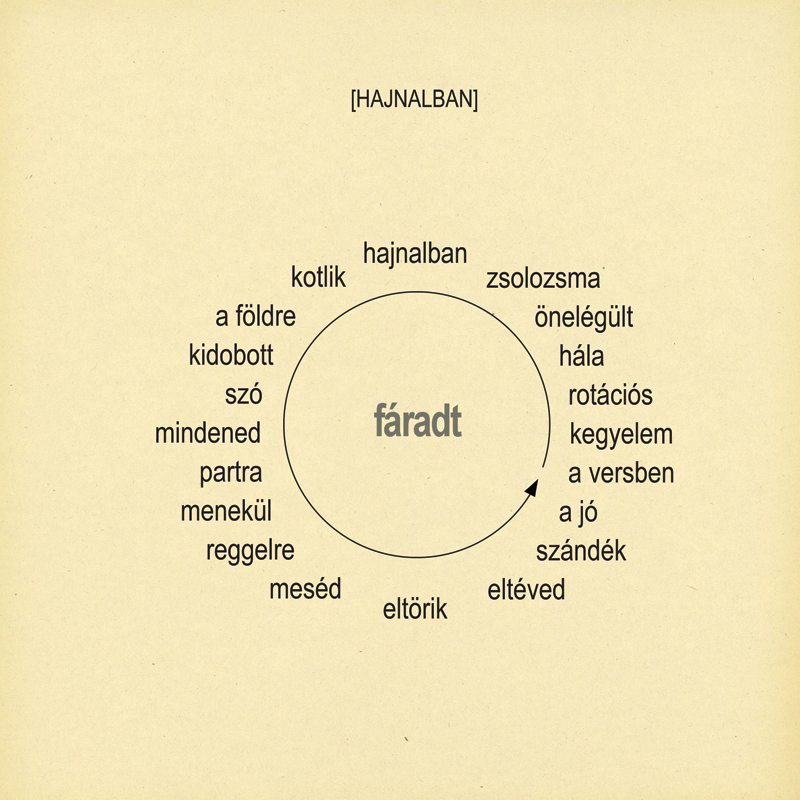 [HAJNALBAN]
hajnalban
zsolozsma
önelégült
hála
rotációs
kegyelem
a versben
a jó
szándék
eltéved
eltörik
meséd
reggelre
menekül
partra
mindened
szó
kidobott
a földre
kotlik
fáradt